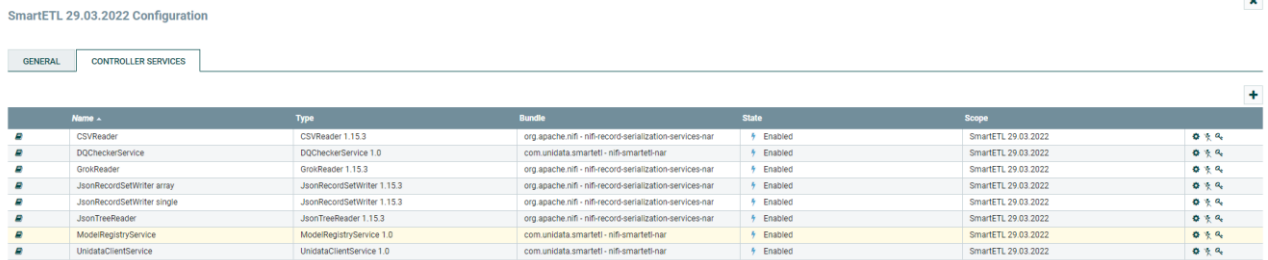 SmartETL 29.03.2022 Configuration
GENERAL CONTROLLER SERVICES
Name Type Bundle State Scope
CSVReader CSVReader 1.15.3 org.apache.nifi - nifi-record-serialization-services-nar Enabled SmartETL 29.03.2022
DQCheckerService DQCheckerService 1.0 com.unidata.smartetl - nifi-smartetl-nar Enabled SmartETL 29.03.2022
GrokReader GrokReader 1.15.3 org.apache.nifi - nifi-record-serialization-services-nar Enabled SmartETL 29.03.2022
JsonRecordSetWriter array JsonRecordSetWriter 1.15.3 org.apache.nifi - nifi-record-serialization-services-nar Enabled SmartETL 29.03.2022
JsonRecordSetWriter single JsonRecordSetWriter 1.15.3 org.apache.nifi - nifi-record-serialization-services-nar Enabled SmartETL 29.03.2022
JsonTreeReader JsonTreeReader 1.15.3 org.apache.nifi - nifi-record-serialization-services-nar Enabled SmartETL 29.03.2022
ModelRegistryService ModelRegistryService 1.0 com.unidata.smartetl - nifi-smartetl-nar Enabled SmartETL 29.03.2022
UnidataClientService UnidataClientService 1.0 com.unidata.smartetl - nifi-smartetl-nar Enabled SmartETL 29.03.2022